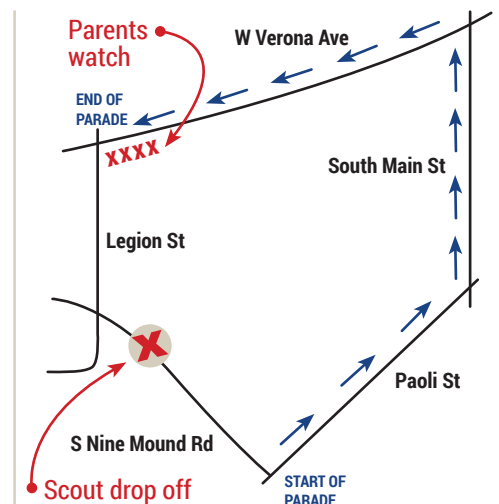 Parents
watch
W Verona Ave
END OF
PARADE
XXXX
South Main St
Legion St
X
Paoli St
S Nine Mound Rd
START OF
PARADE
Scout drop off